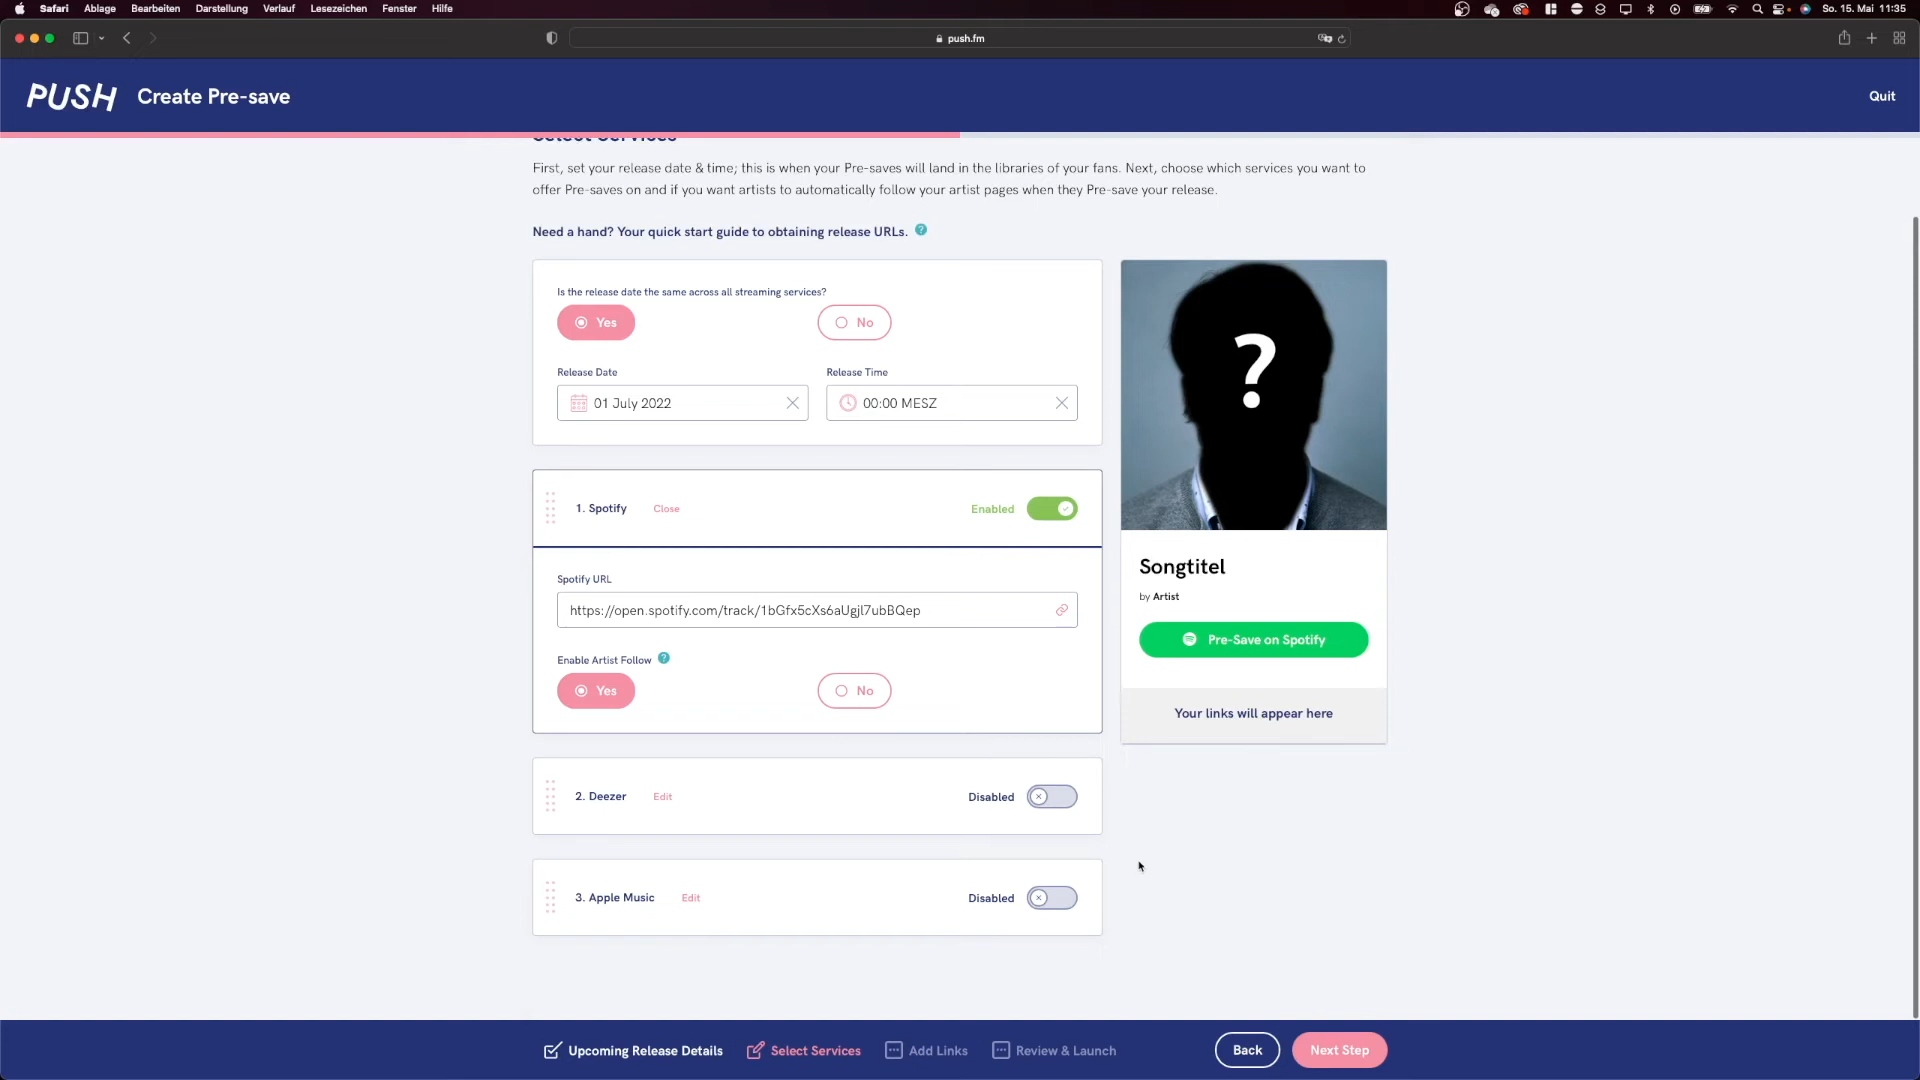 Safari Ablage Bearbeiten Darstellung Verlauf Lesezeichen Fenster Hilfe So. 15. Mai 11:35
push.fm
PUSH Create Pre-save Quit
Select Services
First, set your release date & time; this is when your Pre-saves will land in the libraries of your fans. Next, choose which services you want to
offer Pre-saves on and if you want artists to automatically follow your artist pages when they Pre-save your release.
Need a hand? Your quick start guide to obtaining release URLs. ?
Is the release date the same across all streaming services?
Yes No
Release Date Release Time
01 July 2022 00:00 MESZ
1. Spotify Close Enabled
Spotify URL
https://open.spotify.com/track/1bGfx5cXs6aUgjl7ubBQep
Enable Artist Follow ?
Yes No
2. Deezer Edit Disabled
3. Apple Music Edit Disabled
?
Songtitel
by Artist
Pre-Save on Spotify
Your links will appear here
Upcoming Release Details Select Services Add Links Review & Launch Back Next Step